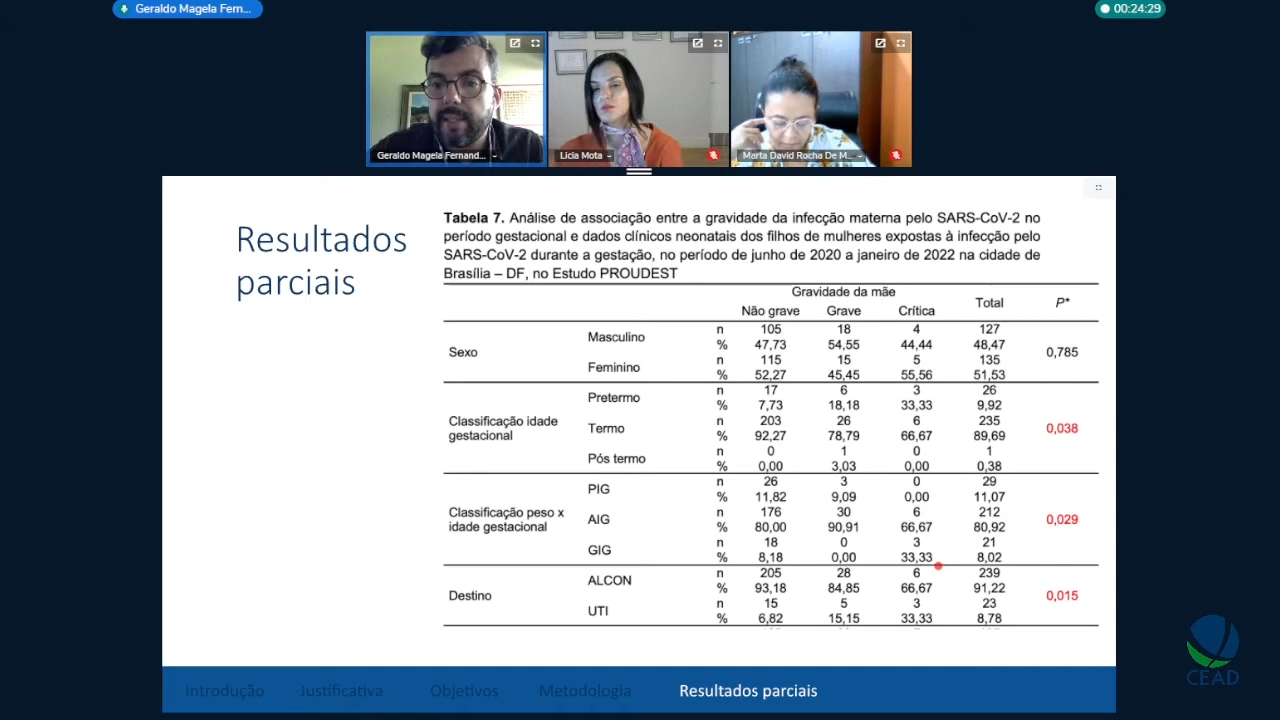 Geraldo Magela Fern...
00:24:29
Geraldo Magela Fernand...
Licia Mota
Marta David Rocha De M...
Resultados
parciais
Tabela 7. Análise de associação entre a gravidade da infecção materna pelo SARS-CoV-2 no
período gestacional e dados clínicos neonatais dos filhos de mulheres expostas à infecção pelo
SARS-CoV-2 durante a gestação, no período de junho de 2020 a janeiro de 2022 na cidade de
Brasília – DF, no Estudo PROUDEST
Gravidade da mãe
Não grave Grave Crítica Total P*
Sexo Masculino n 105 18 4 127 0,785
% 47,73 54,55 44,44 48,47
Feminino n 115 15 5 135
% 52,27 45,45 55,56 51,53
Classificação idade
gestacional
Pretermo n 17 6 3 26 0,038
% 7,73 18,18 33,33 9,92
Termo n 203 26 6 235
% 92,27 78,79 66,67 89,69
Pós termo n 0 1 0 1
% 0,00 3,03 0,00 0,38
Classificação peso x
idade gestacional
PIG n 26 3 0 29 0,029
% 11,82 9,09 0,00 11,07
AIG n 176 30 6 212
% 80,00 90,91 66,67 80,92
GIG n 18 0 3 21
% 8,18 0,00 33,33 8,02
Destino ALCON n 205 28 6 239 0,015
% 93,18 84,85 66,67 91,22
UTI n 15 5 3 23
% 6,82 15,15 33,33 8,78
Introdução Justificativa Objetivos Metodologia Resultados parciais
CEAD